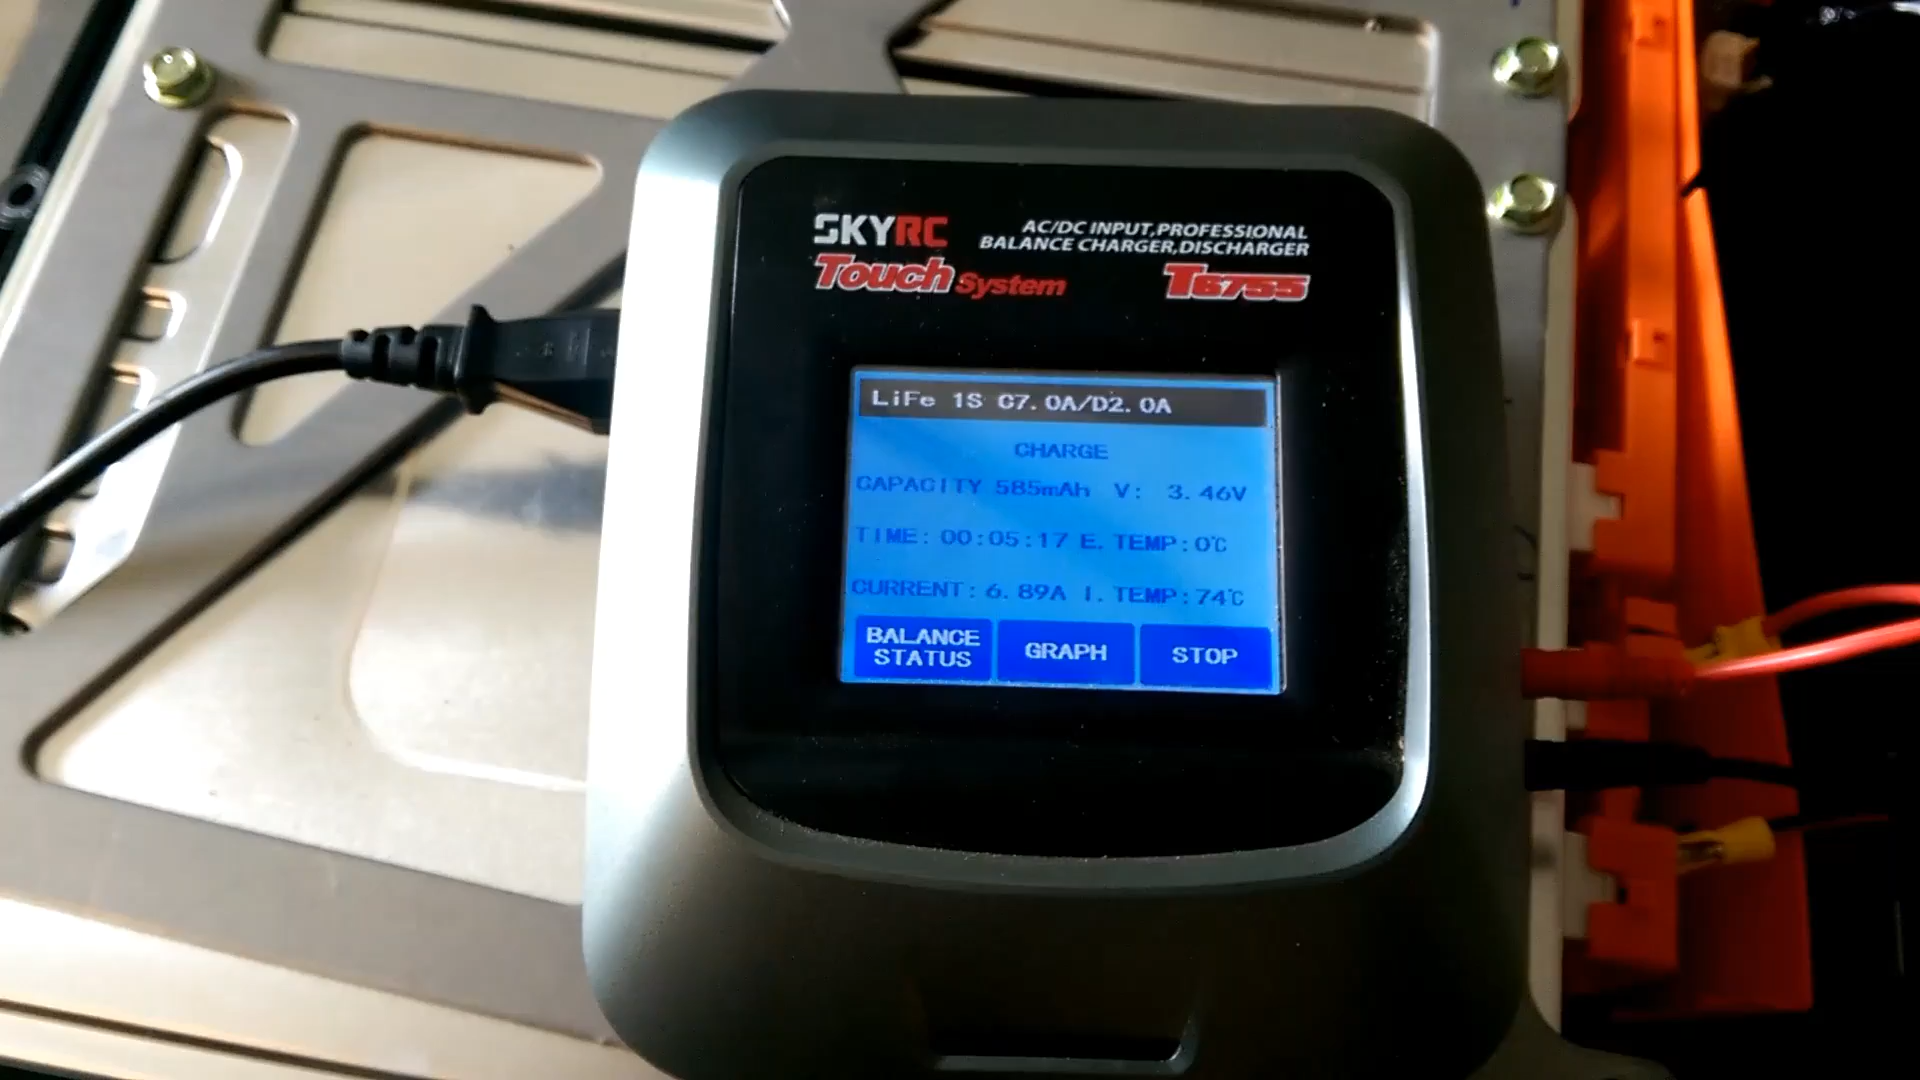 SKYRC
AC/DC INPUT,PROFESSIONAL
BALANCE CHARGER,DISCHARGER
Touch System
T6755
LiFe 1S C7.0A/D2.0A
CHARGE
CAPACITY 585mAh V: 3.46V
TIME: 00:05:17 E.TEMP:0℃
CURRENT:6.89A I.TEMP:74℃
BALANCE
STATUS
GRAPH
STOP